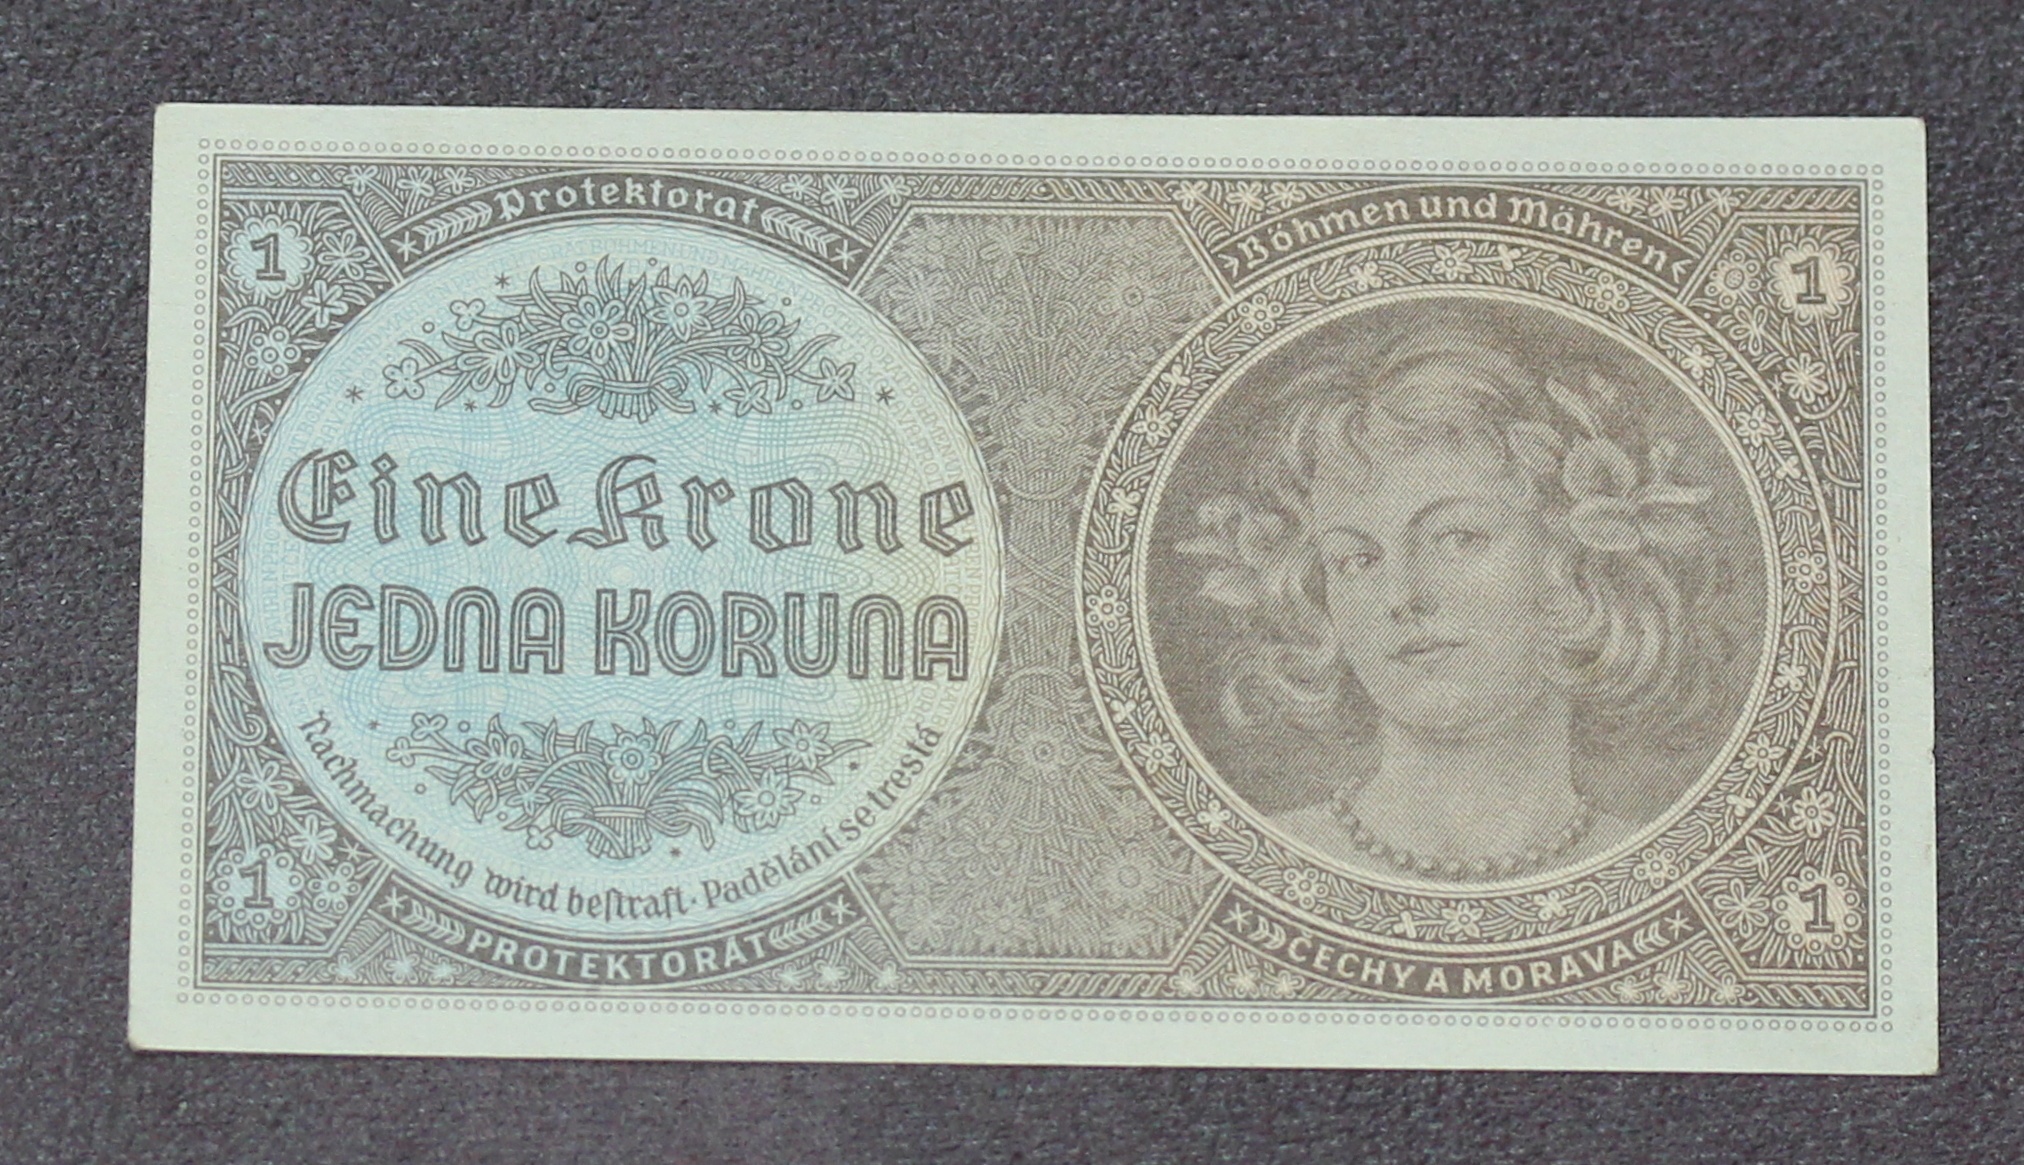 Protektorat
Böhmen und Mähren
1
1
Eine Krone
JEDNA KORUNA
Nachmachung wird bestraft · Padělání se trestá
1
1
PROTEKTORÁT
ČECHY A MORAVA